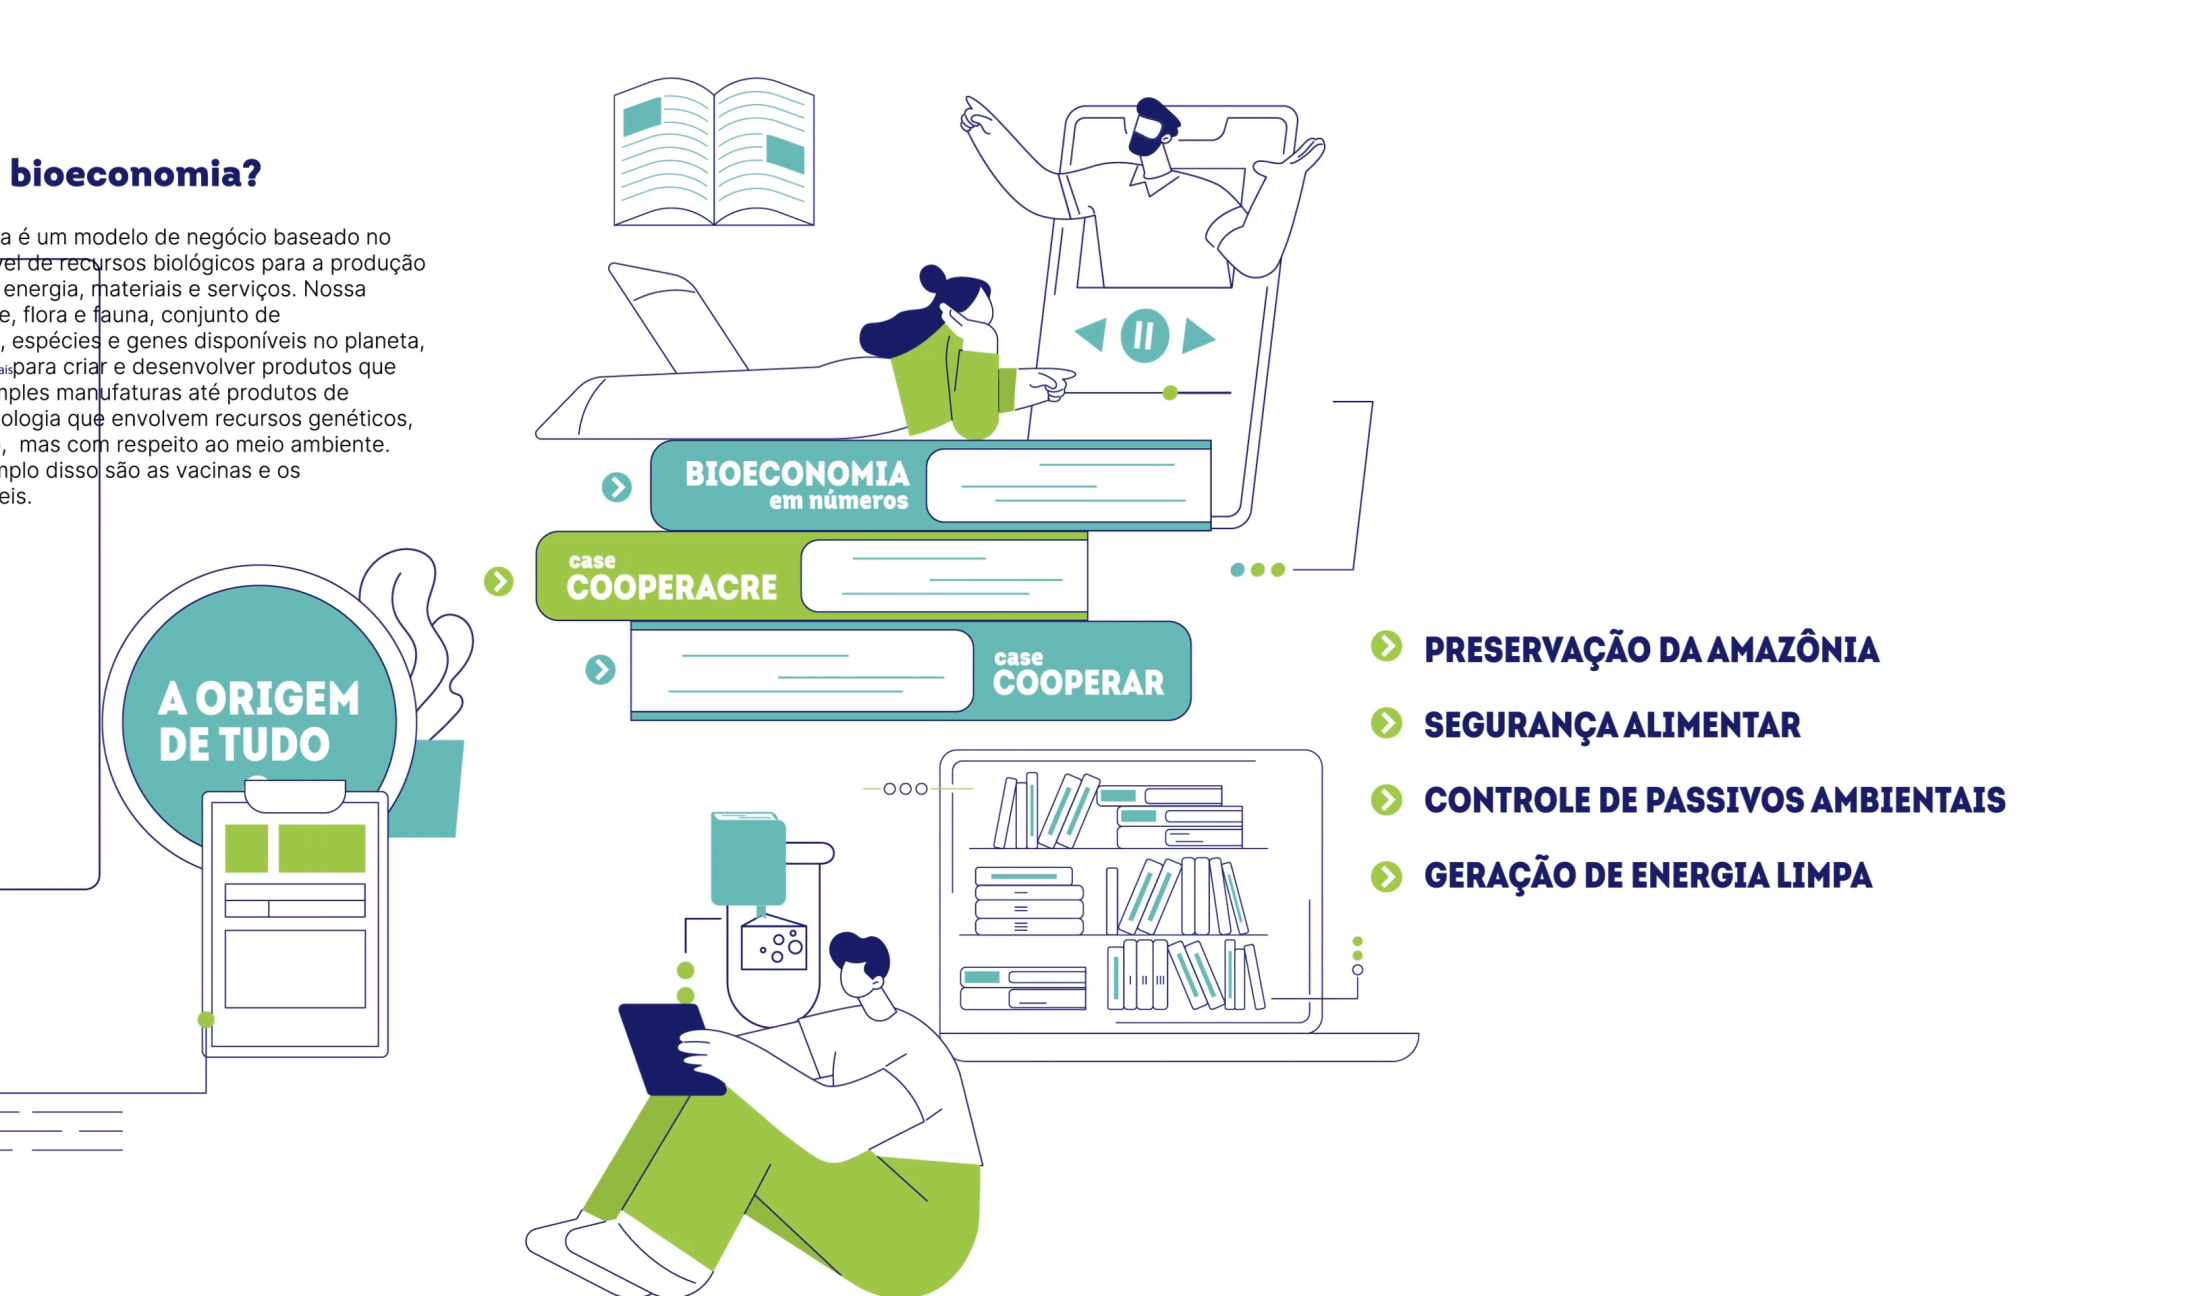 bioeconomia?
a é um modelo de negócio baseado no
vel de recursos biológicos para a produção
energia, materiais e serviços. Nossa
e, flora e fauna, conjunto de
, espécies e genes disponíveis no planeta,
ais para criar e desenvolver produtos que
mples manufaturas até produtos de
ologia que envolvem recursos genéticos,
, mas com respeito ao meio ambiente.
mplo disso são as vacinas e os
eis.
A ORIGEM
DE TUDO
BIOECONOMIA
em números
case
COOPERACRE
case
COOPERAR
PRESERVAÇÃO DA AMAZÔNIA
SEGURANÇA ALIMENTAR
CONTROLE DE PASSIVOS AMBIENTAIS
GERAÇÃO DE ENERGIA LIMPA